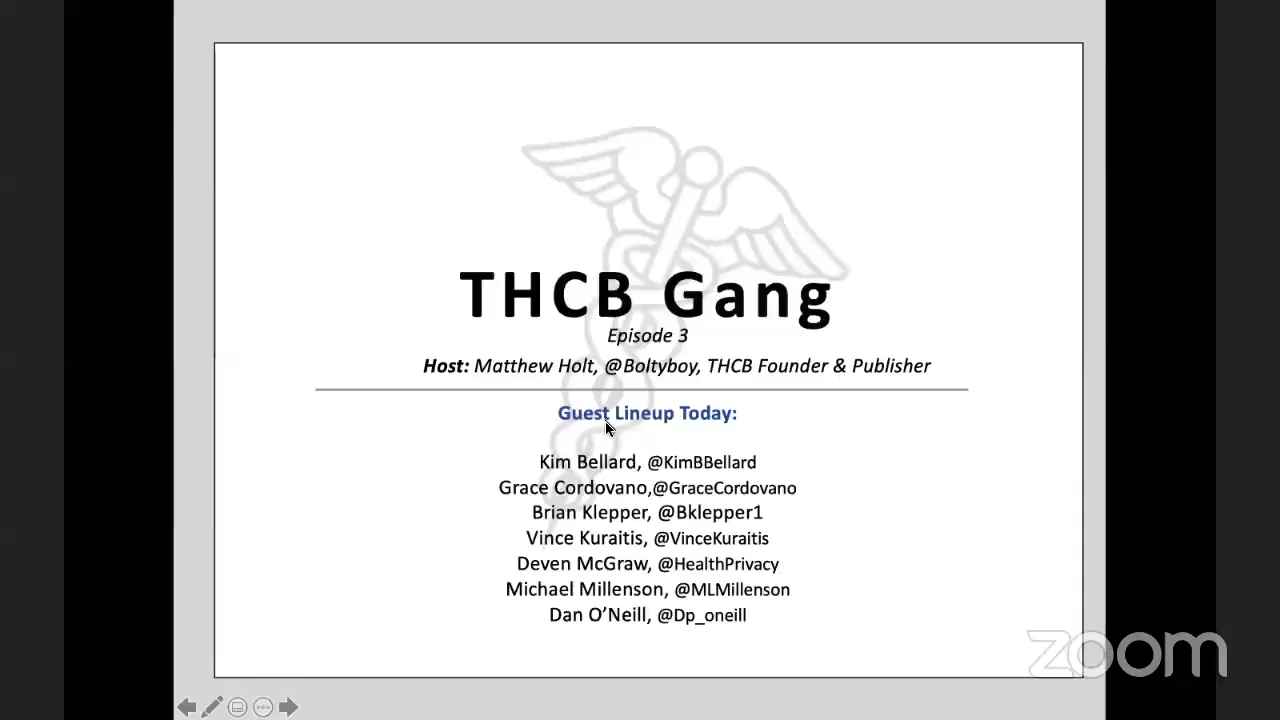 THCB Gang
Episode 3
Host: Matthew Holt, @Boltyboy, THCB Founder & Publisher
Guest Lineup Today:
Kim Bellard, @KimBBellard
Grace Cordovano,@GraceCordovano
Brian Klepper, @Bklepper1
Vince Kuraitis, @VinceKuraitis
Deven McGraw, @HealthPrivacy
Michael Millenson, @MLMillenson
Dan O’Neill, @Dp_oneill
zoom